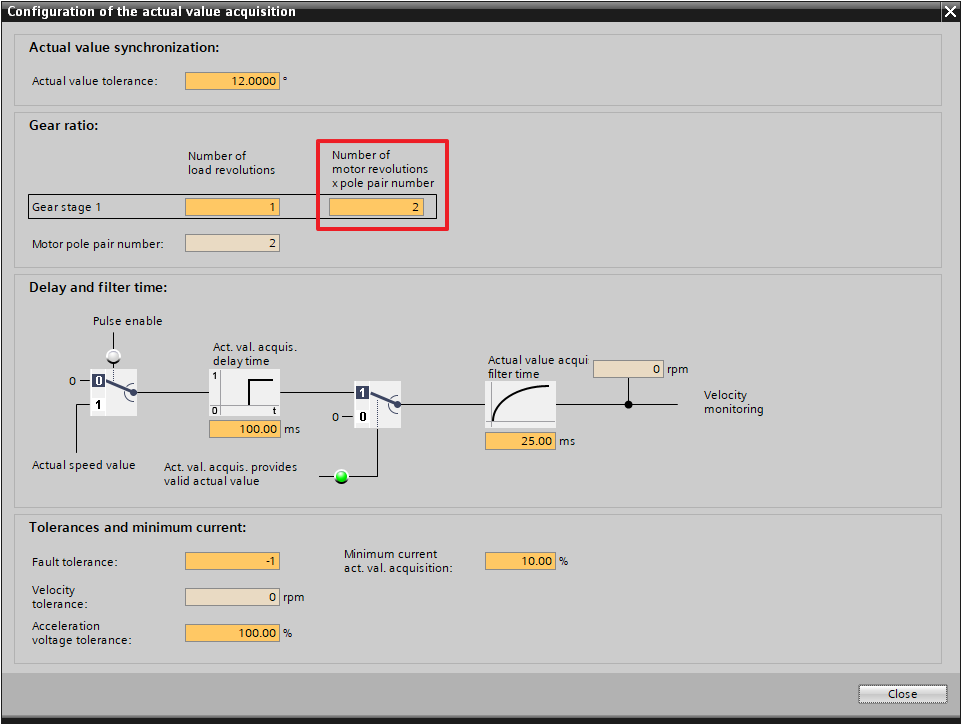 Configuration of the actual value acquisition
Actual value synchronization:
Actual value tolerance: 12.0000 °
Gear ratio:
Number of
load revolutions
Number of
motor revolutions
x pole pair number
Gear stage 1 1 2
Motor pole pair number: 2
Delay and filter time:
Pulse enable
0 0
1
Actual speed value
Act. val. acquis.
delay time
1
0 t
100.00 ms
Act. val. acquis. provides
valid actual value
1
0 0
Actual value acqui
filter time
25.00 ms
0 rpm
Velocity
monitoring
Tolerances and minimum current:
Fault tolerance: -1
Minimum current
act. val. acquisition: 10.00 %
Velocity
tolerance: 0 rpm
Acceleration
voltage tolerance: 100.00 %
Close